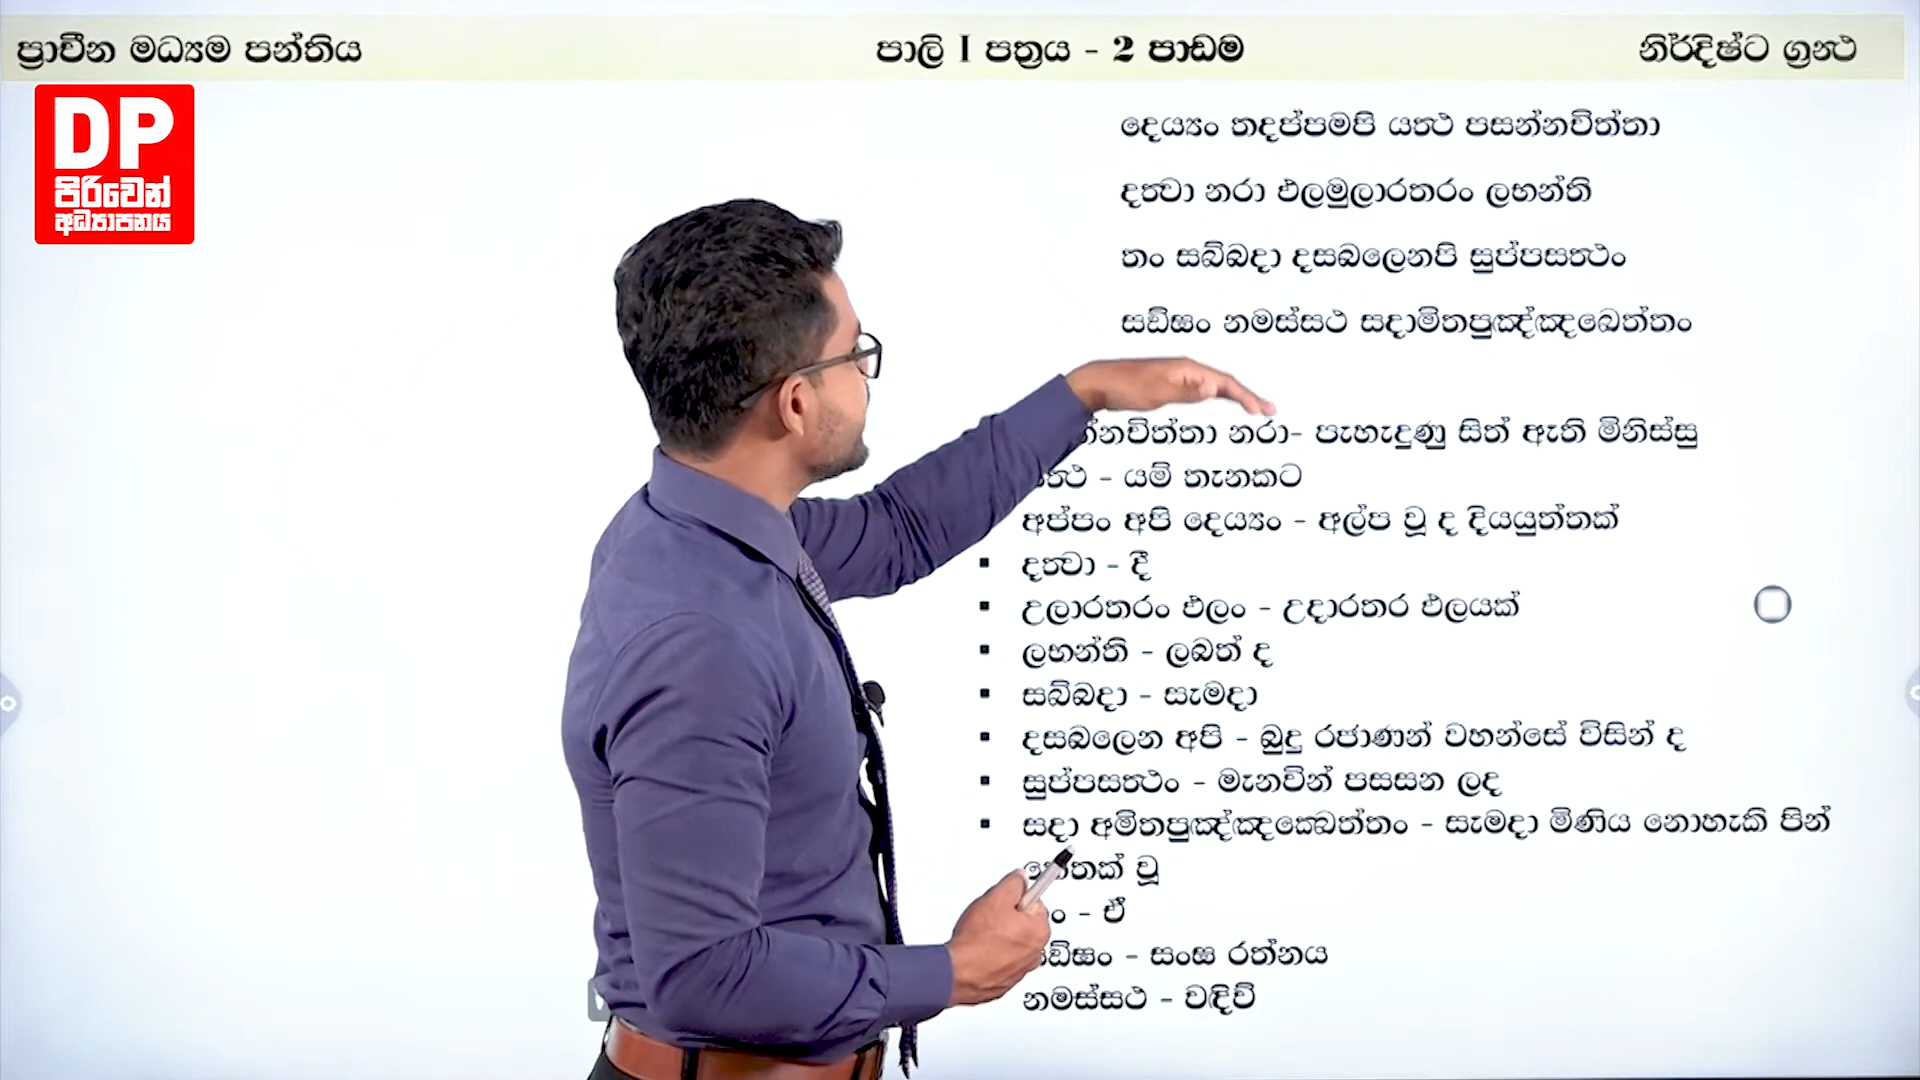 ප්‍රාචීන මධ්‍යම පන්තිය
පාලි I පත්‍රය - 2 පාඩම
නිර්දිෂ්ට ග්‍රන්ථ
DP
පිරිවෙන්
අධ්‍යාපනය
දෙය්‍යං තදප්පමපි යත්‍ථ පසන්නචිත්තා
දත්‍වා නරා ඵලමුලාරතරං ලභන්ති
තං සබ්බදා දසබලෙනපි සුප්පසත්‍ථං
සඞ්ඝං නමස්සථ සදාමිතපුඤ්ඤඛෙත්තං
නරා- පැහැදුණු සිත් ඇති මිනිස්සු
- යම් තැනකට
අප්පං අපි දෙය්‍යං - අල්ප වූ ද දියයුත්තක්
▪ දත්‍වා - දී
▪ උලාරතරං ඵලං - උදාරතර ඵලයක්
▪ ලභන්ති - ලබත් ද
▪ සබ්බදා - සැමදා
▪ දසබලෙන අපි - බුදු රජාණන් වහන්සේ විසින් ද
▪ සුප්පසත්‍ථං - මැනවින් පසසන ලද
▪ සදා අමිතපුඤ්ඤක්‍ඛෙත්තං - සැමදා මිණිය නොහැකි පින්
වූ
- ඒ
- සංඝ රත්නය
නමස්සථ - වඳිව්